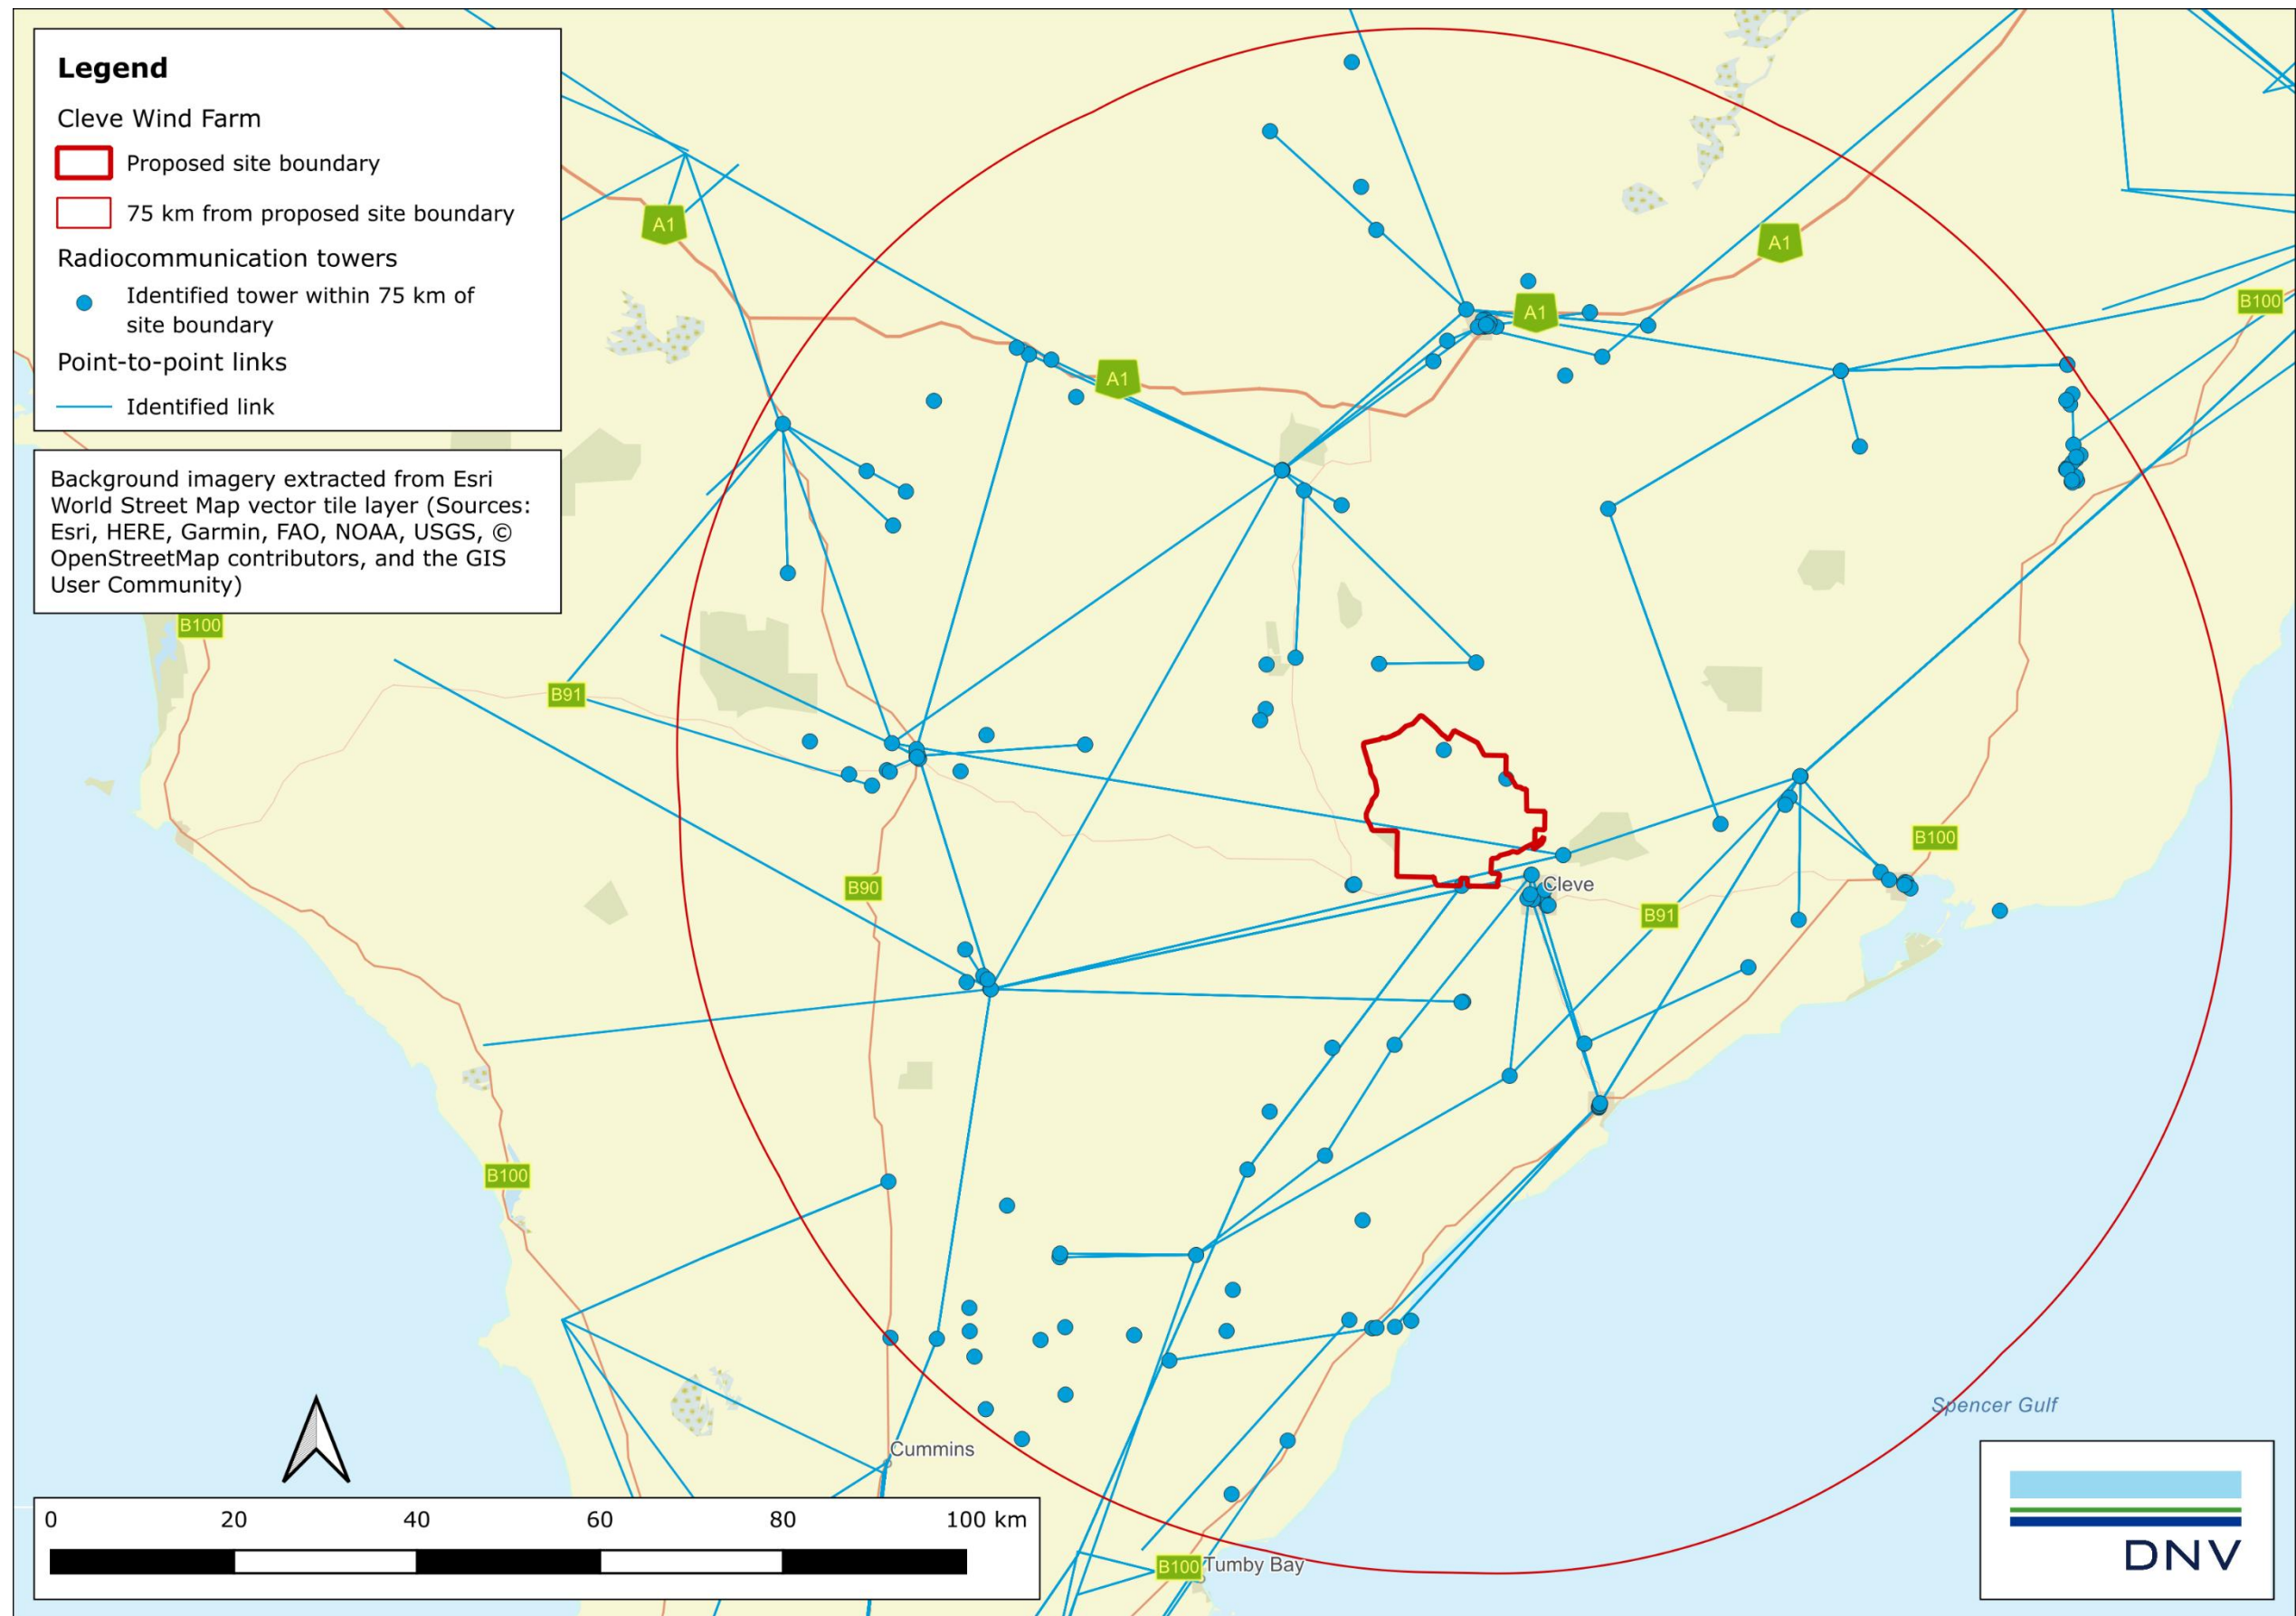 Legend
Cleve Wind Farm
Proposed site boundary
75 km from proposed site boundary
Radiocommunication towers
Identified tower within 75 km of
site boundary
Point-to-point links
Identified link
Background imagery extracted from Esri
World Street Map vector tile layer (Sources:
Esri, HERE, Garmin, FAO, NOAA, USGS, ©
OpenStreetMap contributors, and the GIS
User Community)
A1
A1
A1
A1
B100
B100
B91
B100
B90
Cleve
B91
B100
Spencer Gulf
Cummins
B100
Tumby Bay
0 20 40 60 80 100 km
DNV